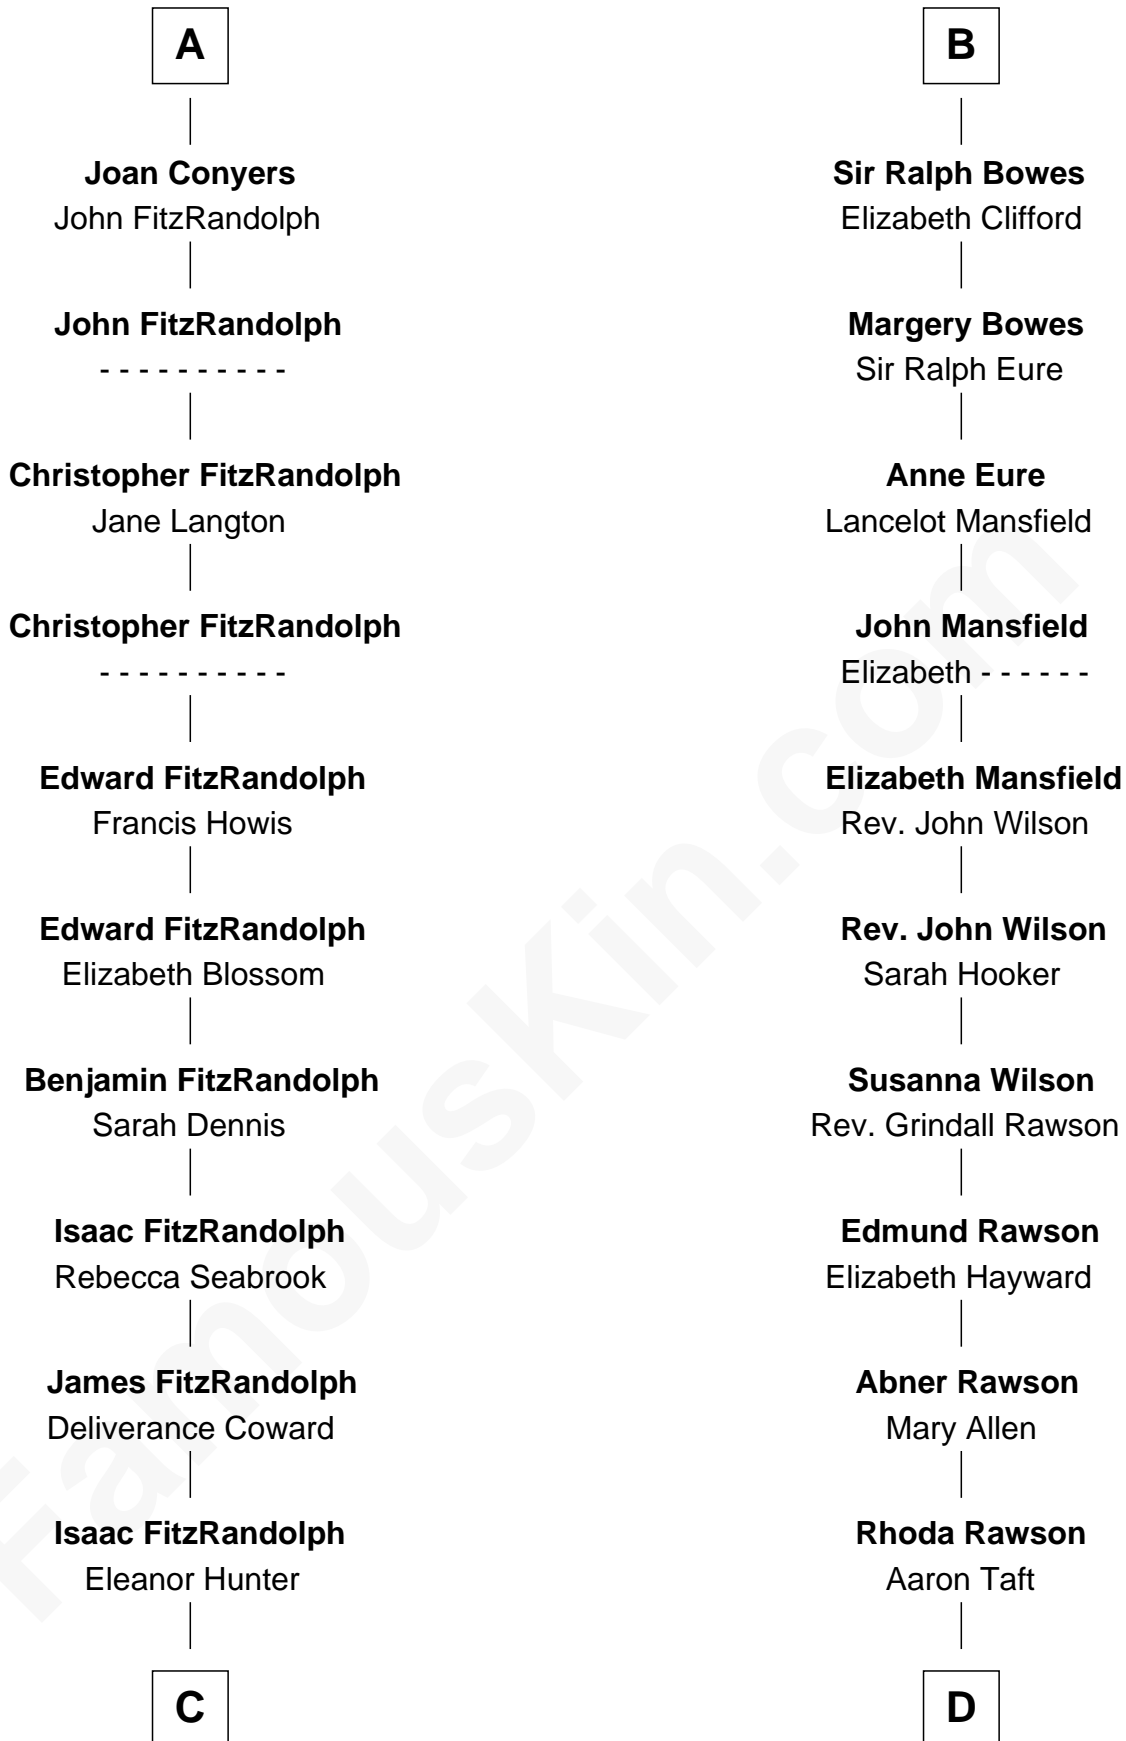 A
Joan Conyers
John FitzRandolph
John FitzRandolph
- - - - - - - - - -
Christopher FitzRandolph
Jane Langton
Christopher FitzRandolph
- - - - - - - - - -
Edward FitzRandolph
Francis Howis
Edward FitzRandolph
Elizabeth Blossom
Benjamin FitzRandolph
Sarah Dennis
Isaac FitzRandolph
Rebecca Seabrook
James FitzRandolph
Deliverance Coward
Isaac FitzRandolph
Eleanor Hunter
C
B
Sir Ralph Bowes
Elizabeth Clifford
Margery Bowes
Sir Ralph Eure
Anne Eure
Lancelot Mansfield
John Mansfield
Elizabeth - - - - - -
Elizabeth Mansfield
Rev. John Wilson
Rev. John Wilson
Sarah Hooker
Susanna Wilson
Rev. Grindall Rawson
Edmund Rawson
Elizabeth Hayward
Abner Rawson
Mary Allen
Rhoda Rawson
Aaron Taft
D
FamousKin.com